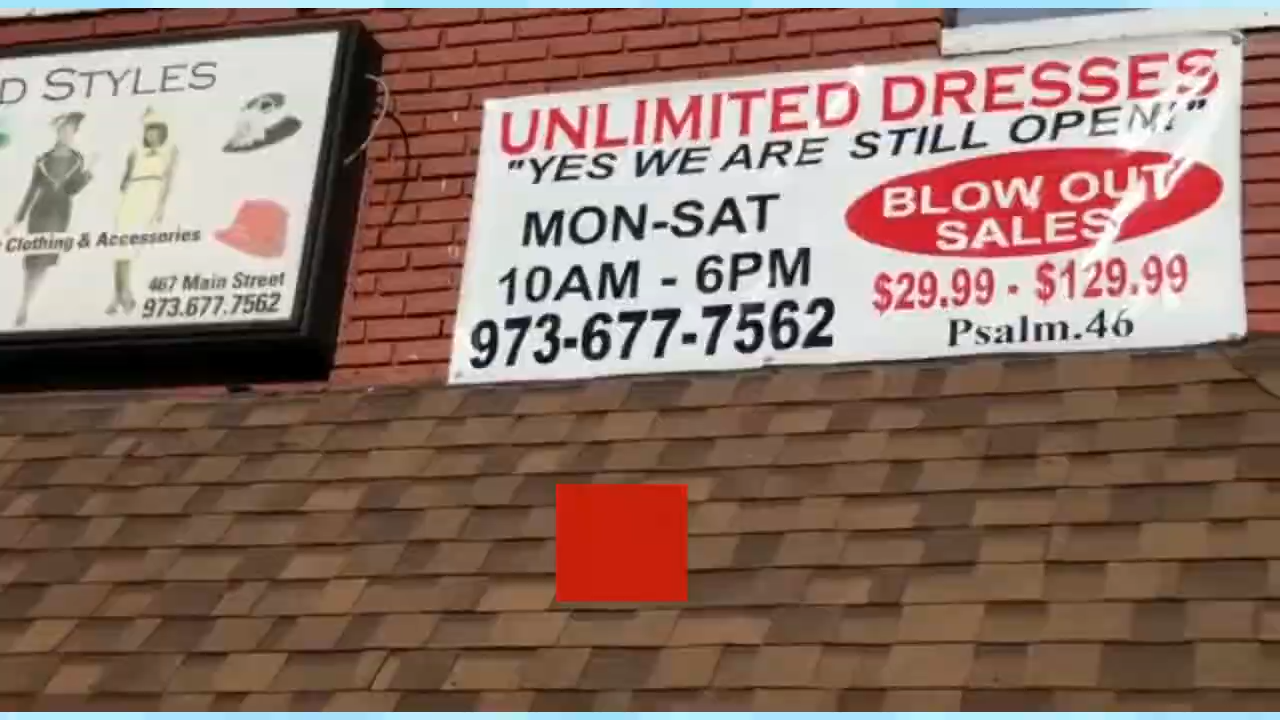 D STYLES
Clothing & Accessories
467 Main Street
973.677.7562
UNLIMITED DRESSES
"YES WE ARE STILL OPEN!"
MON-SAT
10AM - 6PM
973-677-7562
BLOW OUT
SALES
$29.99 - $129.99
Psalm.46